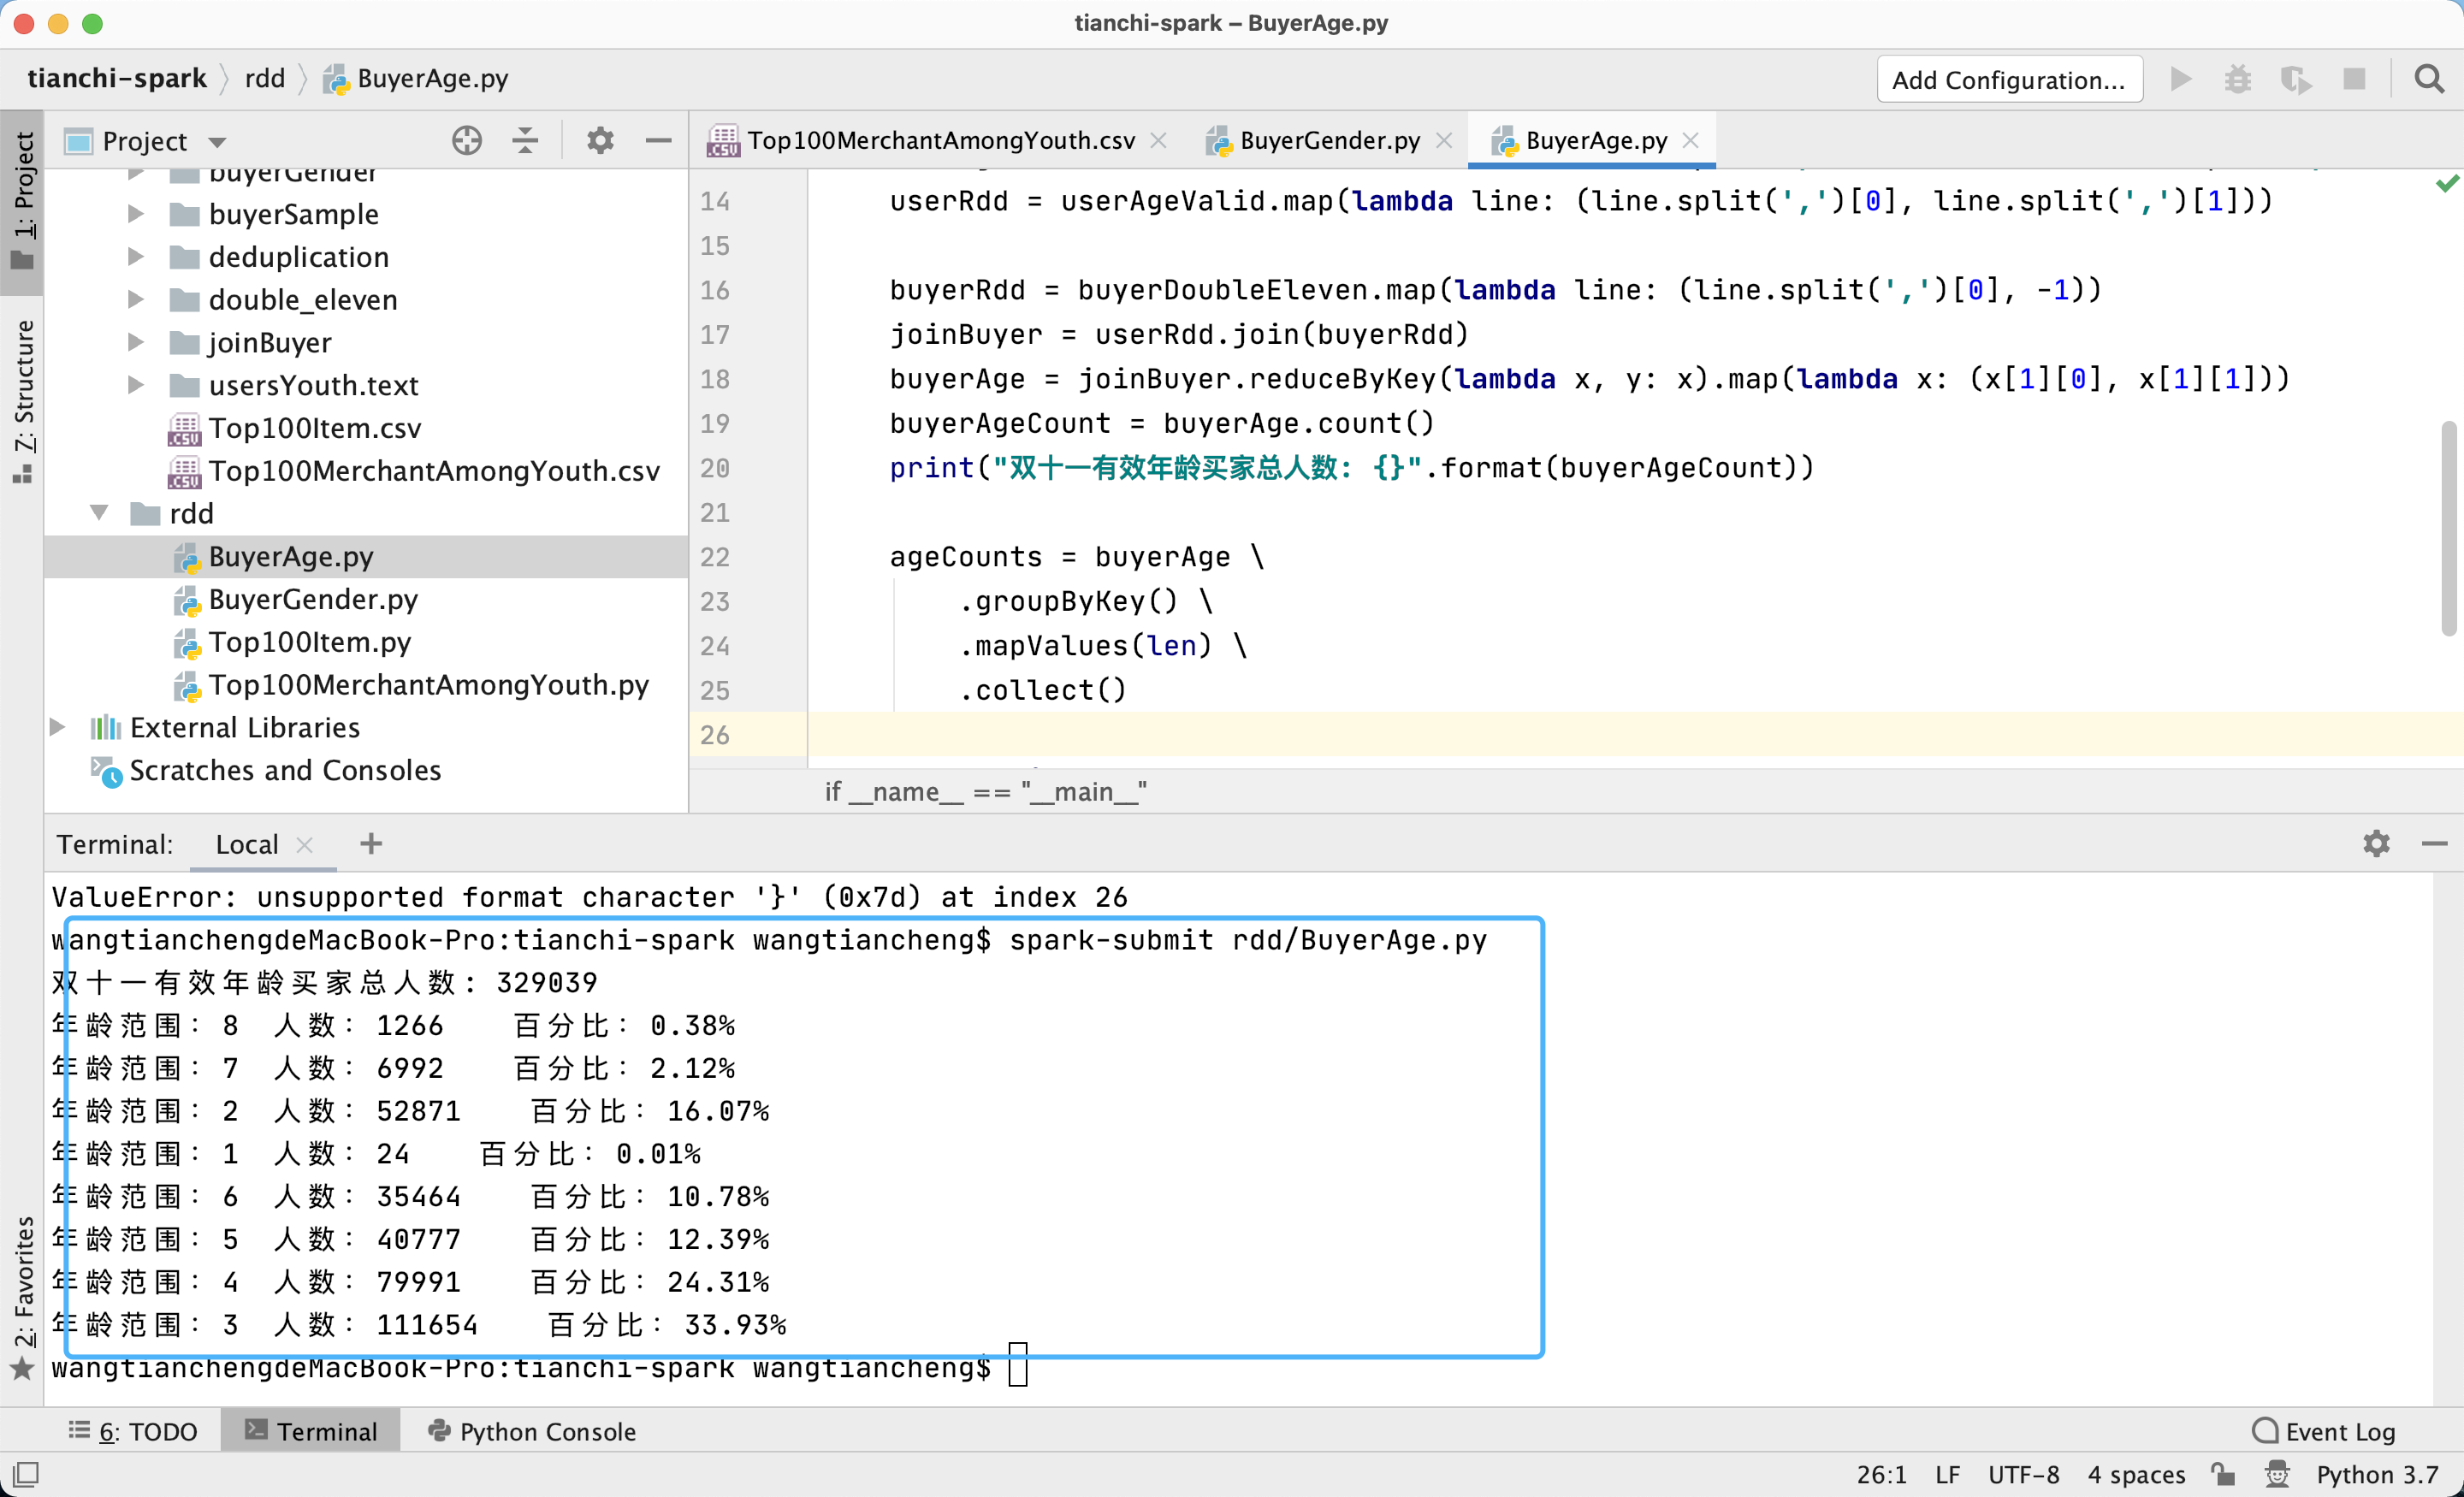 tianchi-spark – BuyerAge.py
tianchi-spark rdd BuyerAge.py
Add Configuration...
1: Project
7: Structure
2: Favorites
Project
buyerGender
buyerSample
deduplication
double_eleven
joinBuyer
usersYouth.text
Top100Item.csv
Top100MerchantAmongYouth.csv
rdd
BuyerAge.py
BuyerGender.py
Top100Item.py
Top100MerchantAmongYouth.py
External Libraries
Scratches and Consoles
Top100MerchantAmongYouth.csv BuyerGender.py BuyerAge.py
14 userRdd = userAgeValid.map(lambda line: (line.split(',')[0], line.split(',')[1]))
15
16 buyerRdd = buyerDoubleEleven.map(lambda line: (line.split(',')[0], -1))
17 joinBuyer = userRdd.join(buyerRdd)
18 buyerAge = joinBuyer.reduceByKey(lambda x, y: x).map(lambda x: (x[1][0], x[1][1]))
19 buyerAgeCount = buyerAge.count()
20 print("双十一有效年龄买家总人数: {}".format(buyerAgeCount))
21
22 ageCounts = buyerAge \
23 .groupByKey() \
24 .mapValues(len) \
25 .collect()
26
if __name__ == "__main__"
Terminal: Local +
ValueError: unsupported format character '}' (0x7d) at index 26
wangtianchengdeMacBook-Pro:tianchi-spark wangtiancheng$ spark-submit rdd/BuyerAge.py
双十一有效年龄买家总人数: 329039
年龄范围: 8 人数: 1266 百分比: 0.38%
年龄范围: 7 人数: 6992 百分比: 2.12%
年龄范围: 2 人数: 52871 百分比: 16.07%
年龄范围: 1 人数: 24 百分比: 0.01%
年龄范围: 6 人数: 35464 百分比: 10.78%
年龄范围: 5 人数: 40777 百分比: 12.39%
年龄范围: 4 人数: 79991 百分比: 24.31%
年龄范围: 3 人数: 111654 百分比: 33.93%
wangtianchengdeMacBook-Pro:tianchi-spark wangtiancheng$
6: TODO Terminal Python Console Event Log
26:1 LF UTF-8 4 spaces Python 3.7